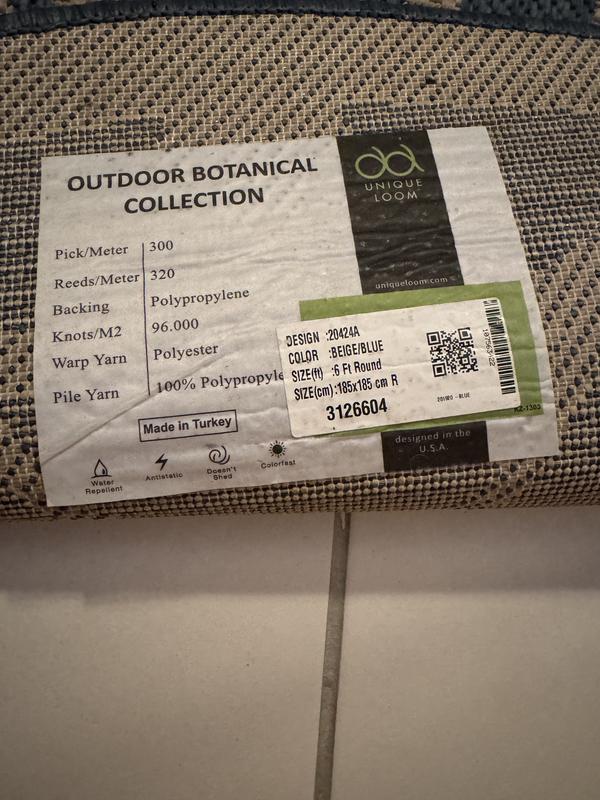 OUTDOOR BOTANICAL
COLLECTION
Pick/Meter 300
Reeds/Meter 320
Backing Polypropylene
Knots/M2 96.000
Warp Yarn Polyester
Pile Yarn 100% Polypropyle
Made in Turkey
Water
Repellent
Antistatic
Doesn't
Shed
Colorfast
UNIQUE
LOOM
uniqueloom.com
DESIGN :20424A
COLOR :BEIGE/BLUE
SIZE(ft) :6 Ft Round
SIZE(cm):185x185 cm R
3126604
RZ-1303
designed in the
U.S.A.